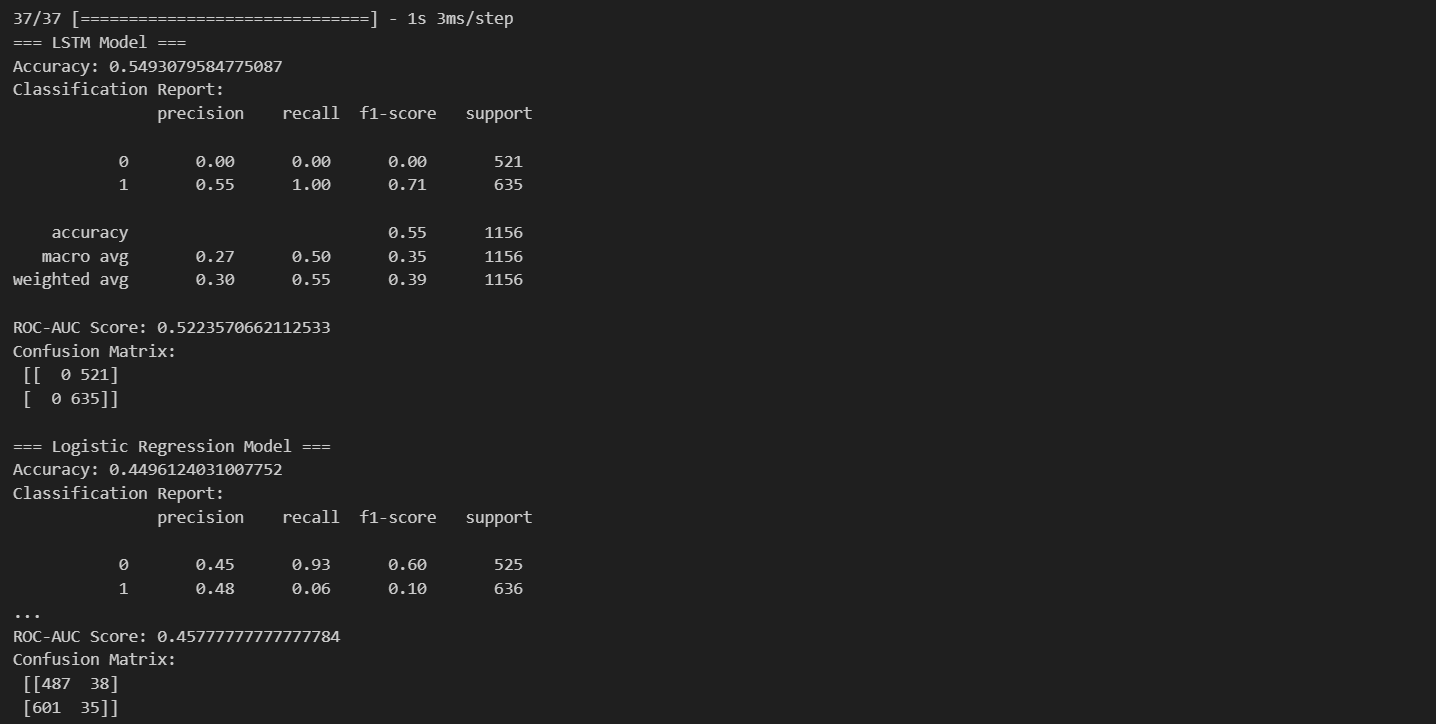 37/37 [==============================] - 1s 3ms/step
=== LSTM Model ===
Accuracy: 0.5493079584775087
Classification Report:
              precision    recall  f1-score   support

           0       0.00      0.00      0.00       521
           1       0.55      1.00      0.71       635

    accuracy                           0.55      1156
   macro avg       0.27      0.50      0.35      1156
weighted avg       0.30      0.55      0.39      1156

ROC-AUC Score: 0.5223570662112533
Confusion Matrix:
 [[  0 521]
 [  0 635]]

=== Logistic Regression Model ===
Accuracy: 0.4496124031007752
Classification Report:
              precision    recall  f1-score   support

           0       0.45      0.93      0.60       525
           1       0.48      0.06      0.10       636
...
ROC-AUC Score: 0.45777777777777784
Confusion Matrix:
 [[487  38]
 [601  35]]